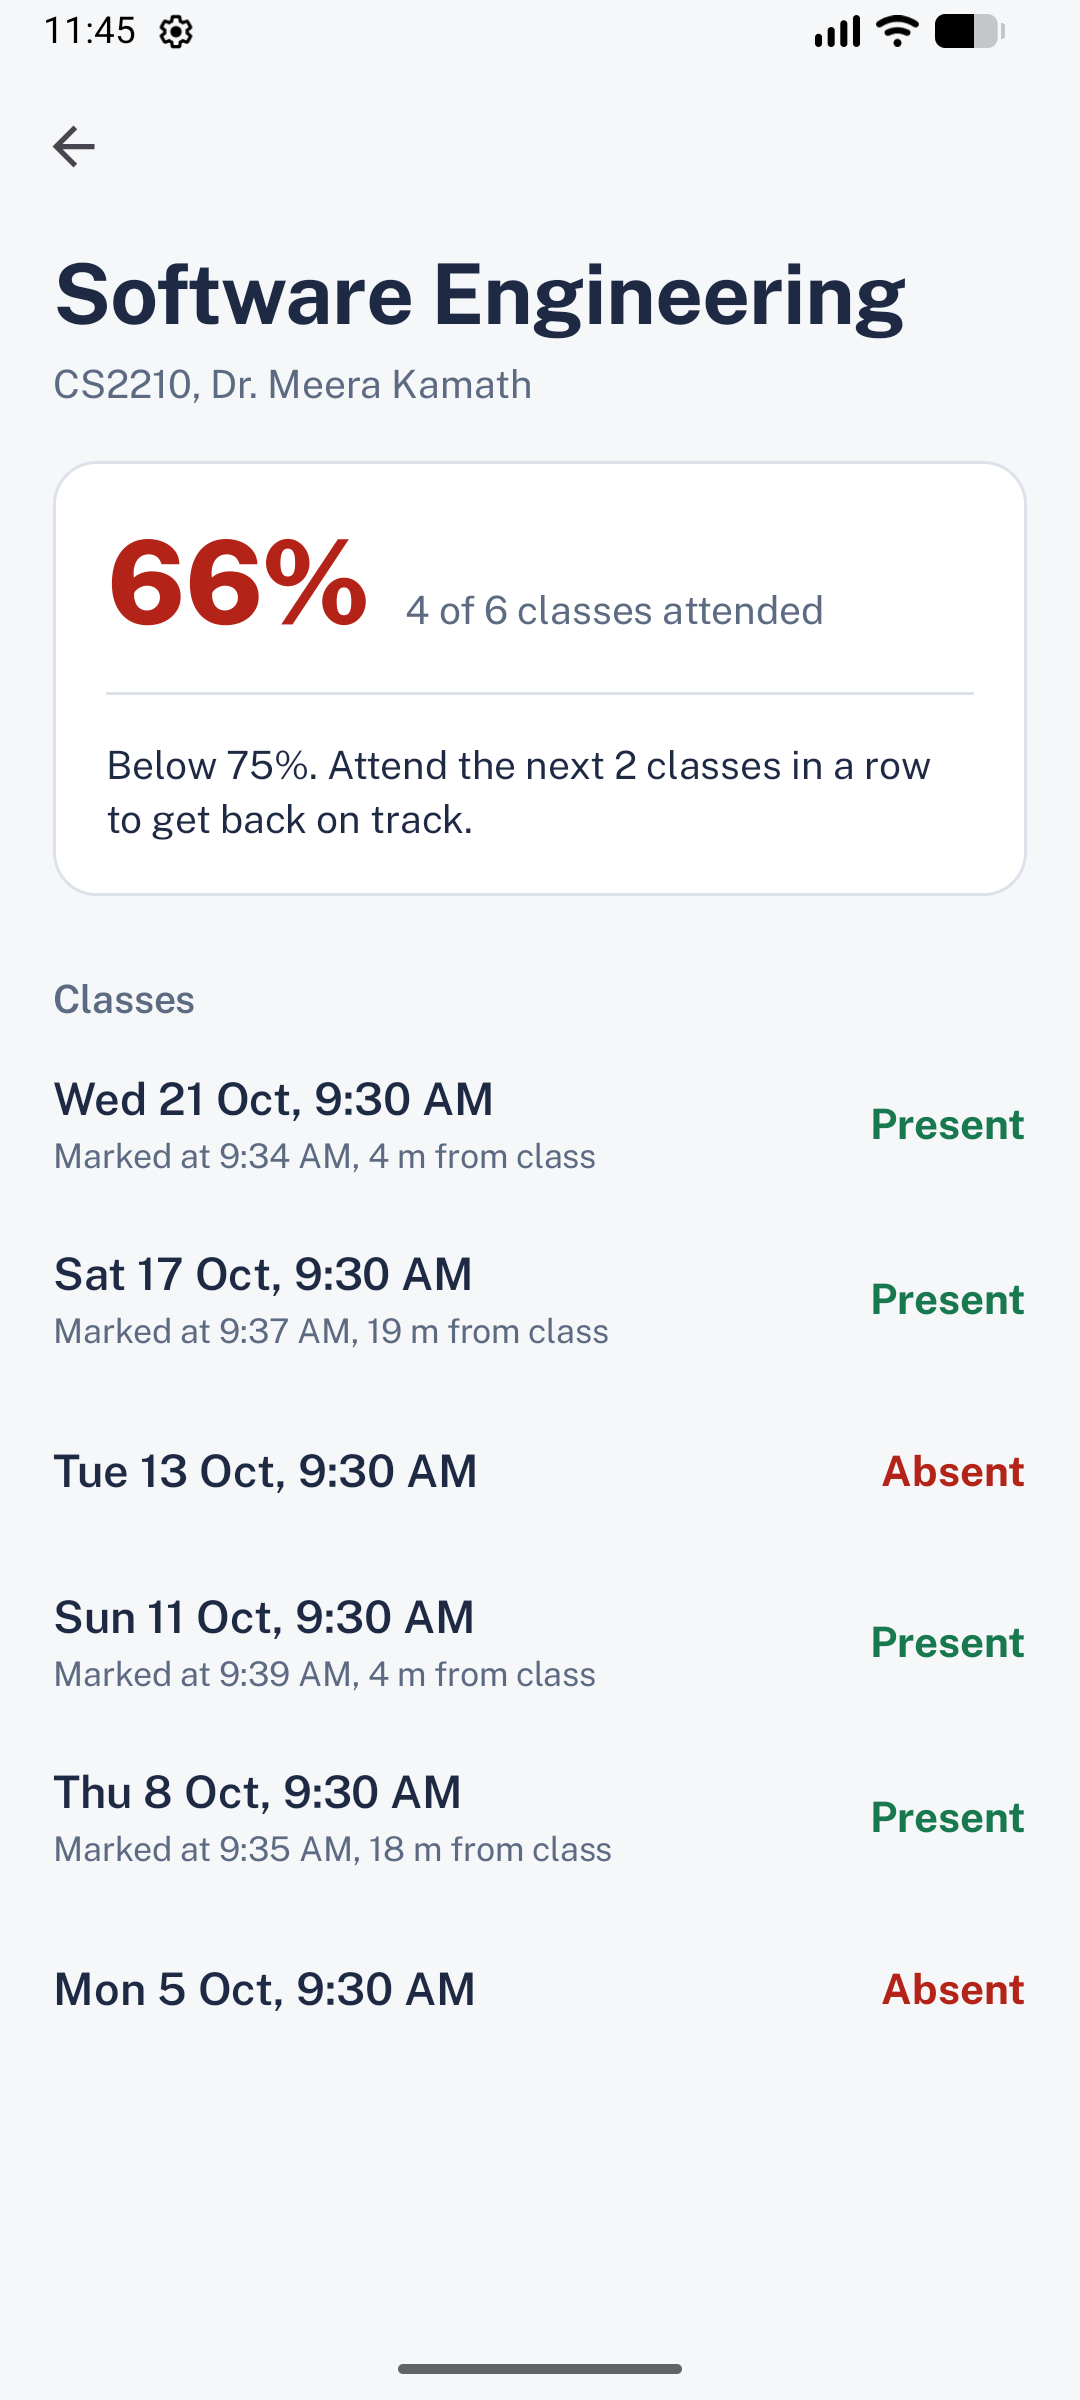 11:45
Software Engineering
CS2210, Dr. Meera Kamath
66% 4 of 6 classes attended
Below 75%. Attend the next 2 classes in a row
to get back on track.
Classes
Wed 21 Oct, 9:30 AM
Present
Marked at 9:34 AM, 4 m from class
Sat 17 Oct, 9:30 AM
Present
Marked at 9:37 AM, 19 m from class
Tue 13 Oct, 9:30 AM
Absent
Sun 11 Oct, 9:30 AM
Present
Marked at 9:39 AM, 4 m from class
Thu 8 Oct, 9:30 AM
Present
Marked at 9:35 AM, 18 m from class
Mon 5 Oct, 9:30 AM
Absent